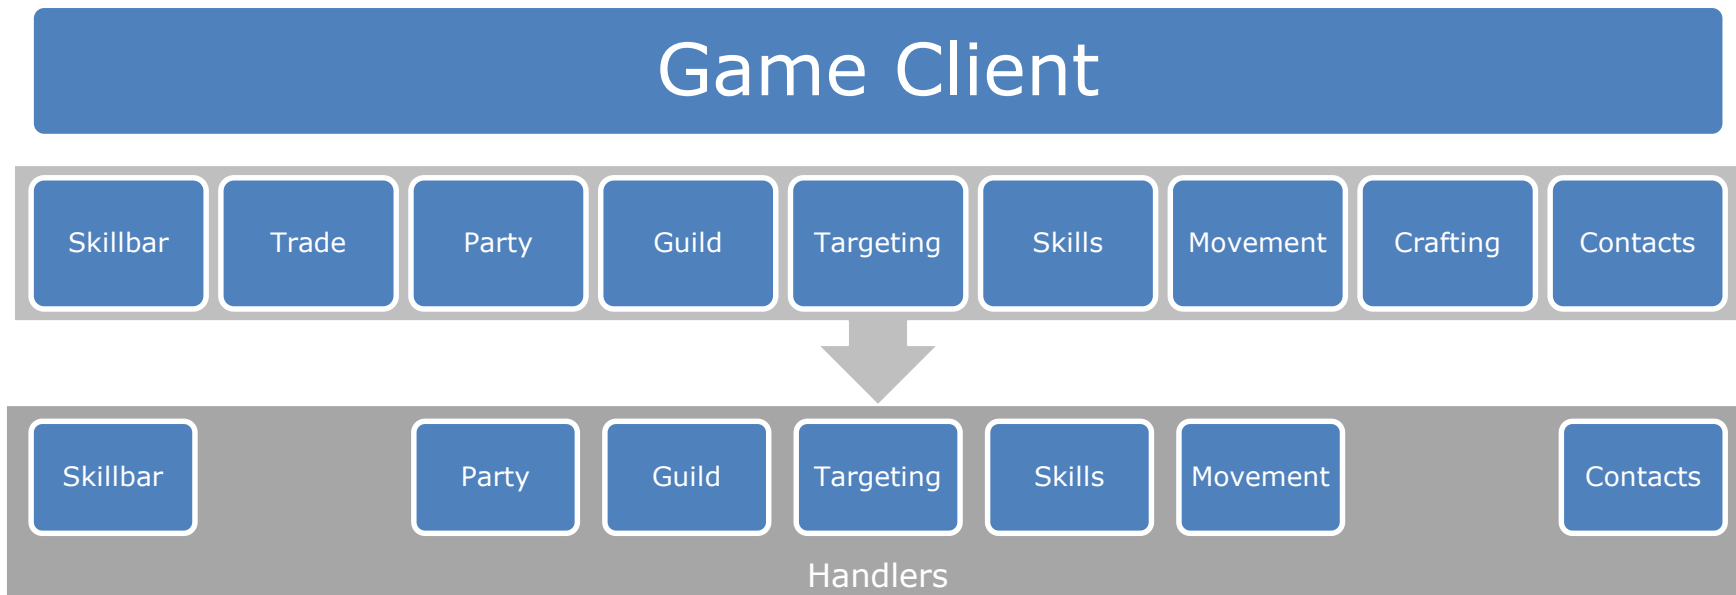 Game Client
Skillbar Trade Party Guild Targeting Skills Movement Crafting Contacts
Skillbar Party Guild Targeting Skills Movement Contacts
Handlers